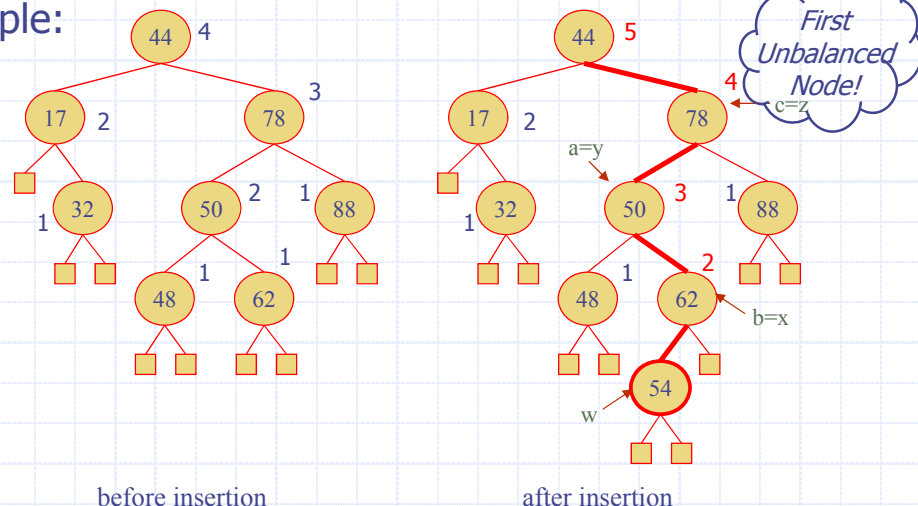 ple:
First
Unbalanced
Node!
44 4
17 2
78 3
32 1
50 2
88 1
48 1
62 1
before insertion
44 5
17 2
78 4
c=z
a=y
32 1
50 3
88 1
48 1
62 2
b=x
54
w
after insertion